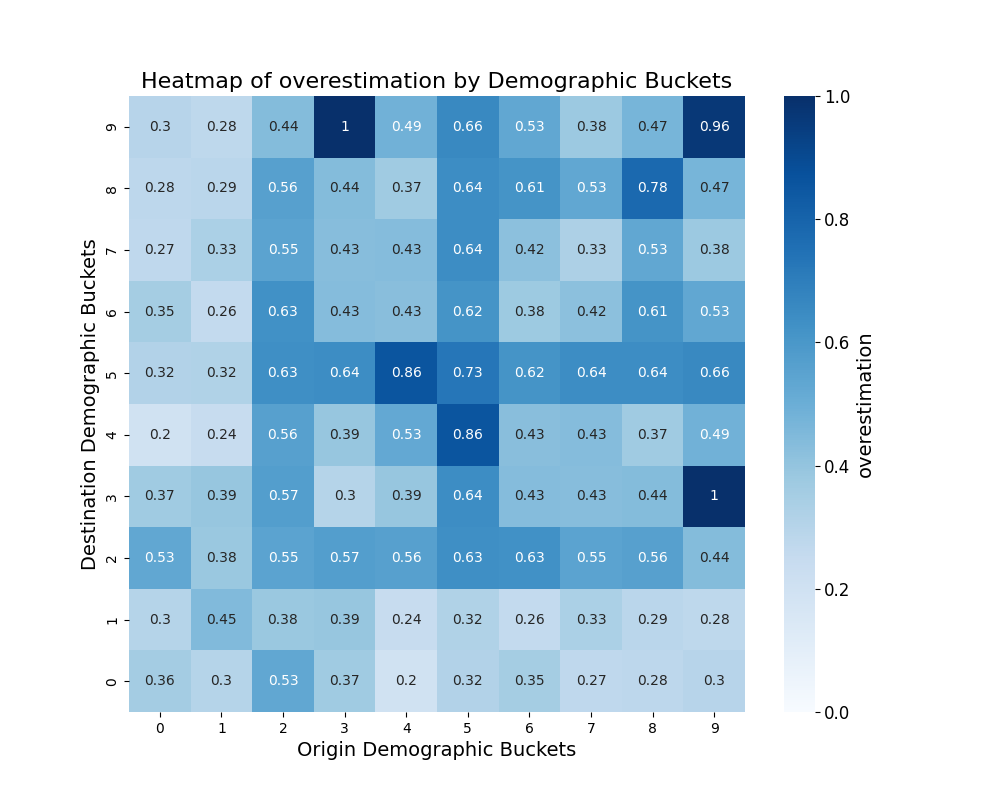 Heatmap of overestimation by Demographic Buckets
9 0.3 0.28 0.44 1 0.49 0.66 0.53 0.38 0.47 0.96
8 0.28 0.29 0.56 0.44 0.37 0.64 0.61 0.53 0.78 0.47
7 0.27 0.33 0.55 0.43 0.43 0.64 0.42 0.33 0.53 0.38
6 0.35 0.26 0.63 0.43 0.43 0.62 0.38 0.42 0.61 0.53
5 0.32 0.32 0.63 0.64 0.86 0.73 0.62 0.64 0.64 0.66
4 0.2 0.24 0.56 0.39 0.53 0.86 0.43 0.43 0.37 0.49
3 0.37 0.39 0.57 0.3 0.39 0.64 0.43 0.43 0.44 1
2 0.53 0.38 0.55 0.57 0.56 0.63 0.63 0.55 0.56 0.44
1 0.3 0.45 0.38 0.39 0.24 0.32 0.26 0.33 0.29 0.28
0 0.36 0.3 0.53 0.37 0.2 0.32 0.35 0.27 0.28 0.3
0 1 2 3 4 5 6 7 8 9
Origin Demographic Buckets
Destination Demographic Buckets
1.0
0.8
0.6
0.4
0.2
0.0
overestimation